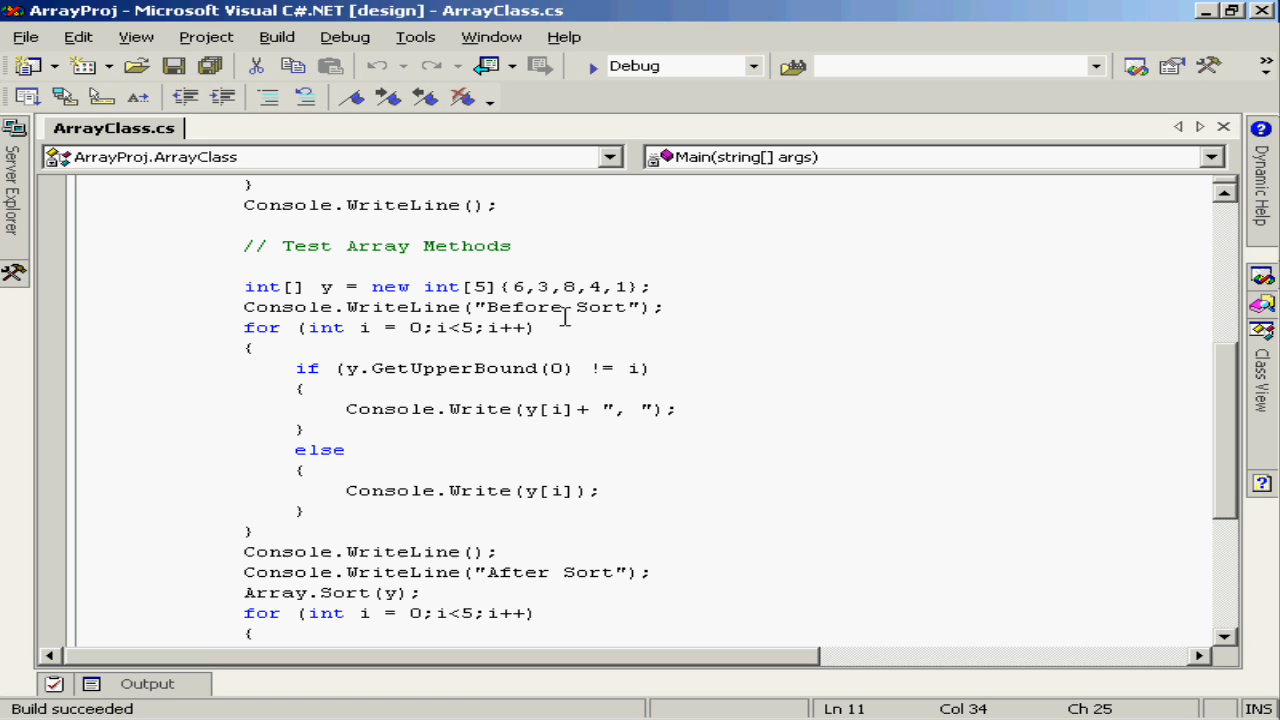 ArrayProj - Microsoft Visual C#.NET [design] - ArrayClass.cs
File Edit View Project Build Debug Tools Window Help
Debug
ArrayClass.cs
ArrayProj.ArrayClass Main(string[] args)
Server Explorer
Dynamic Help
Class View
}
Console.WriteLine();
// Test Array Methods
int[] y = new int[5]{6,3,8,4,1};
Console.WriteLine("Before Sort");
for (int i = 0;i<5;i++)
{
if (y.GetUpperBound(0) != i)
{
Console.Write(y[i]+ ", ");
}
else
{
Console.Write(y[i]);
}
}
Console.WriteLine();
Console.WriteLine("After Sort");
Array.Sort(y);
for (int i = 0;i<5;i++)
{
Output
Build succeeded Ln 11 Col 34 Ch 25 INS